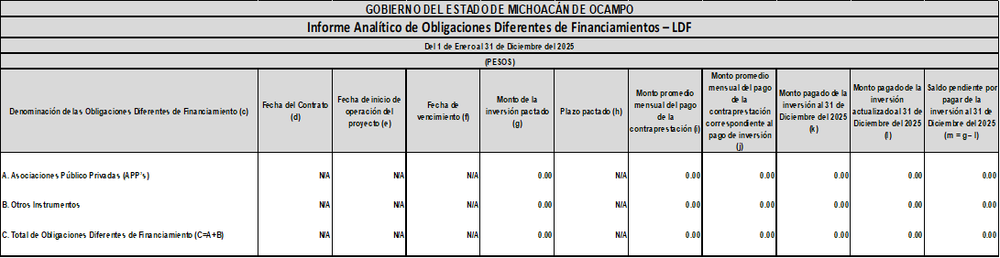 GOBIERNO DEL ESTADO DE MICHOACÁN DE OCAMPO
Informe Analítico de Obligaciones Diferentes de Financiamientos – LDF
Del 1 de Enero al 31 de Diciembre del 2025
(PESOS)
Denominación de las Obligaciones Diferentes de Financiamiento (c)
Fecha del Contrato
(d)
Fecha de inicio de
operación del
proyecto (e)
Fecha de
vencimiento (f)
Monto de la
inversión pactado
(g)
Plazo pactado (h)
Monto promedio
mensual del pago
de la
contraprestación (i)
Monto promedio
mensual del pago
de la
contraprestación
correspondiente al
pago de inversión
(j)
Monto pagado de la
inversión al 31 de
Diciembre del 2025
(k)
Monto pagado de la
inversión
actualizado al 31 de
Diciembre del 2025
(l)
Saldo pendiente por
pagar de la
inversión al 31 de
Diciembre del 2025
(m = g – l)
A. Asociaciones Público Privadas (APP's) N/A N/A N/A 0.00 N/A 0.00 0.00 0.00 0.00 0.00
B. Otros Instrumentos N/A N/A N/A 0.00 N/A 0.00 0.00 0.00 0.00 0.00
C. Total de Obligaciones Diferentes de Financiamiento (C=A+B) N/A N/A N/A 0.00 N/A 0.00 0.00 0.00 0.00 0.00